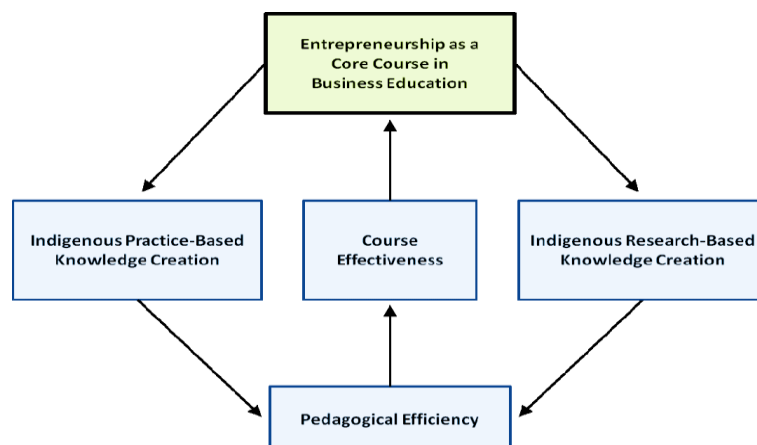 Entrepreneurship as a
Core Course in
Business Education
Indigenous Practice-Based
Knowledge Creation
Course
Effectiveness
Indigenous Research-Based
Knowledge Creation
Pedagogical Efficiency